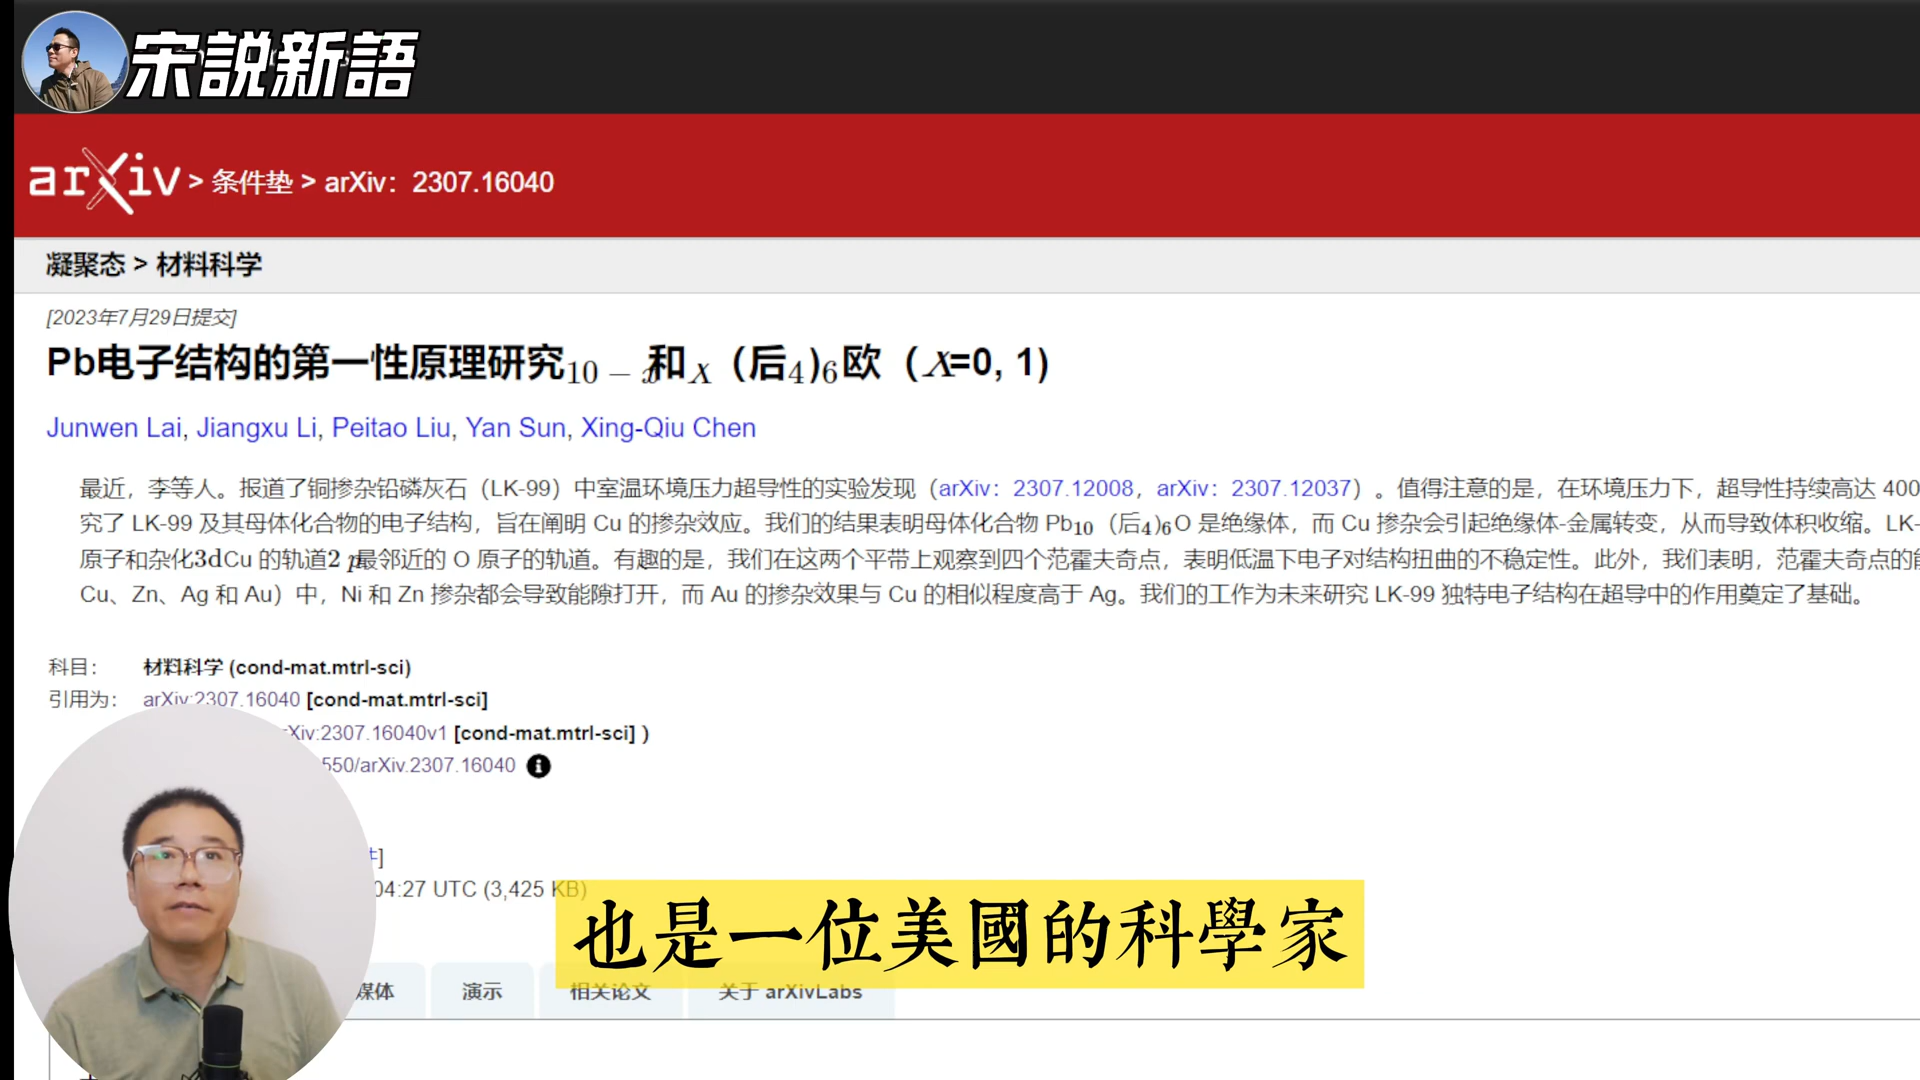 宋説新語
arXiv > 条件垫 > arXiv：2307.16040
凝聚态 > 材料科学
[2023年7月29日提交]
Pb电子结构的第一性原理研究10−x和X（后4)6欧（X=0, 1)
Junwen Lai, Jiangxu Li, Peitao Liu, Yan Sun, Xing-Qiu Chen
最近，李等人。报道了铜掺杂铅磷灰石（LK-99）中室温环境压力超导性的实验发现（arXiv：2307.12008，arXiv：2307.12037）。值得注意的是，在环境压力下，超导性持续高达 400
究了 LK-99 及其母体化合物的电子结构，旨在阐明 Cu 的掺杂效应。我们的结果表明母体化合物 Pb10（后4)6O 是绝缘体，而 Cu 掺杂会引起绝缘体-金属转变，从而导致体积收缩。LK-
原子和杂化3dCu 的轨道2 p最邻近的 O 原子的轨道。有趣的是，我们在这两个平带上观察到四个范霍夫奇点，表明低温下电子对结构扭曲的不稳定性。此外，我们表明，范霍夫奇点的能
Cu、Zn、Ag 和 Au）中，Ni 和 Zn 掺杂都会导致能隙打开，而 Au 的掺杂效果与 Cu 的相似程度高于 Ag。我们的工作为未来研究 LK-99 独特电子结构在超导中的作用奠定了基础。
科目： 材料科学 (cond-mat.mtrl-sci)
引用为： arXiv:2307.16040 [cond-mat.mtrl-sci]
Xiv:2307.16040v1 [cond-mat.mtrl-sci] )
550/arXiv.2307.16040
]
04:27 UTC (3,425 KB)
也是一位美國的科學家
媒体 演示 相关论文 关于 arXivLabs